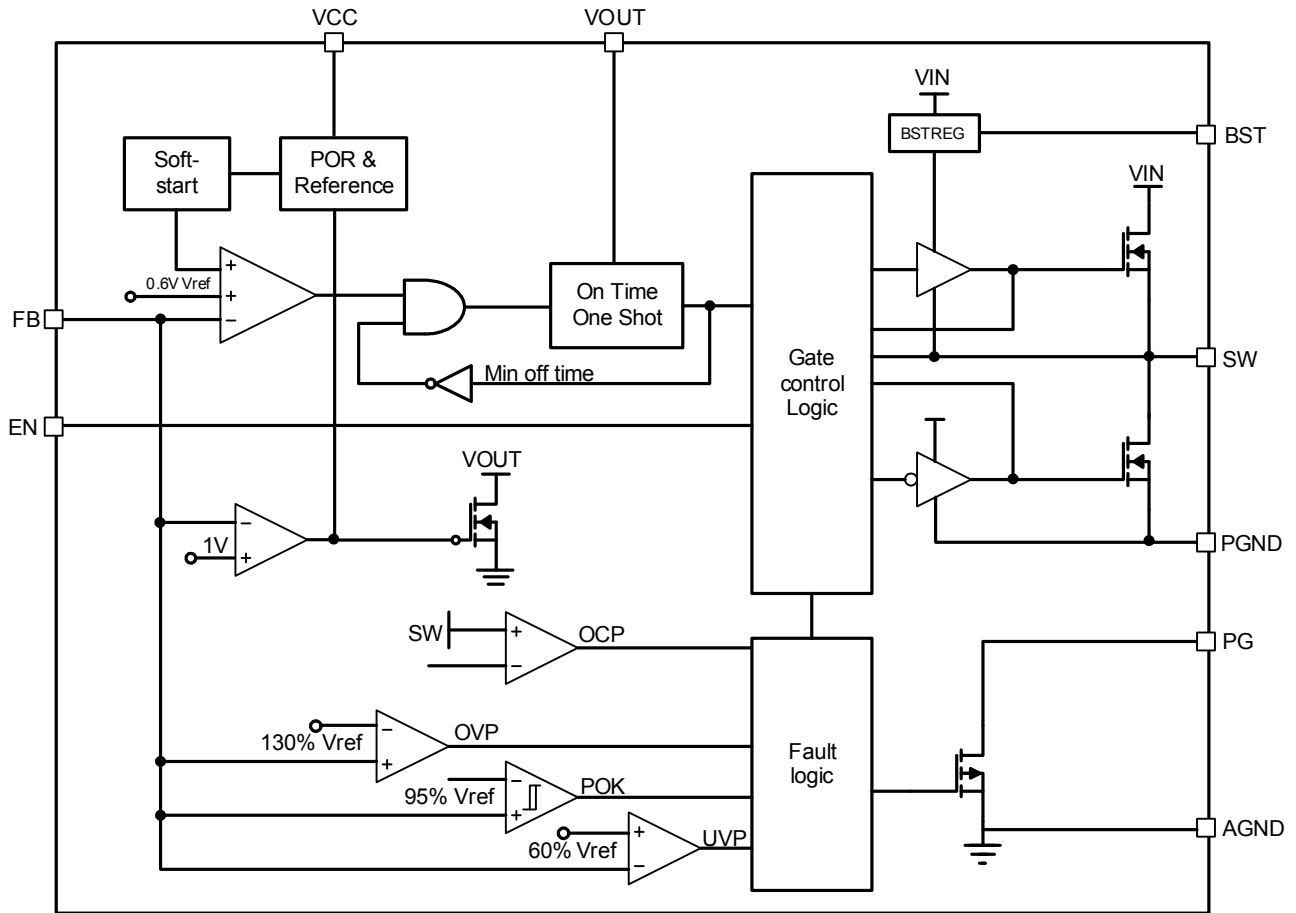 VCC
VOUT
VIN
BSTREG
BST
Soft-
start
POR &
Reference
VIN
+
0.6V Vref
+
−
FB
On Time
One Shot
Min off time
Gate
control
Logic
SW
EN
VOUT
−
1V
+
PGND
SW
+
−
OCP
PG
−
130% Vref
+
OVP
−
95% Vref
+
POK
Fault
logic
+
60% Vref
−
UVP
AGND